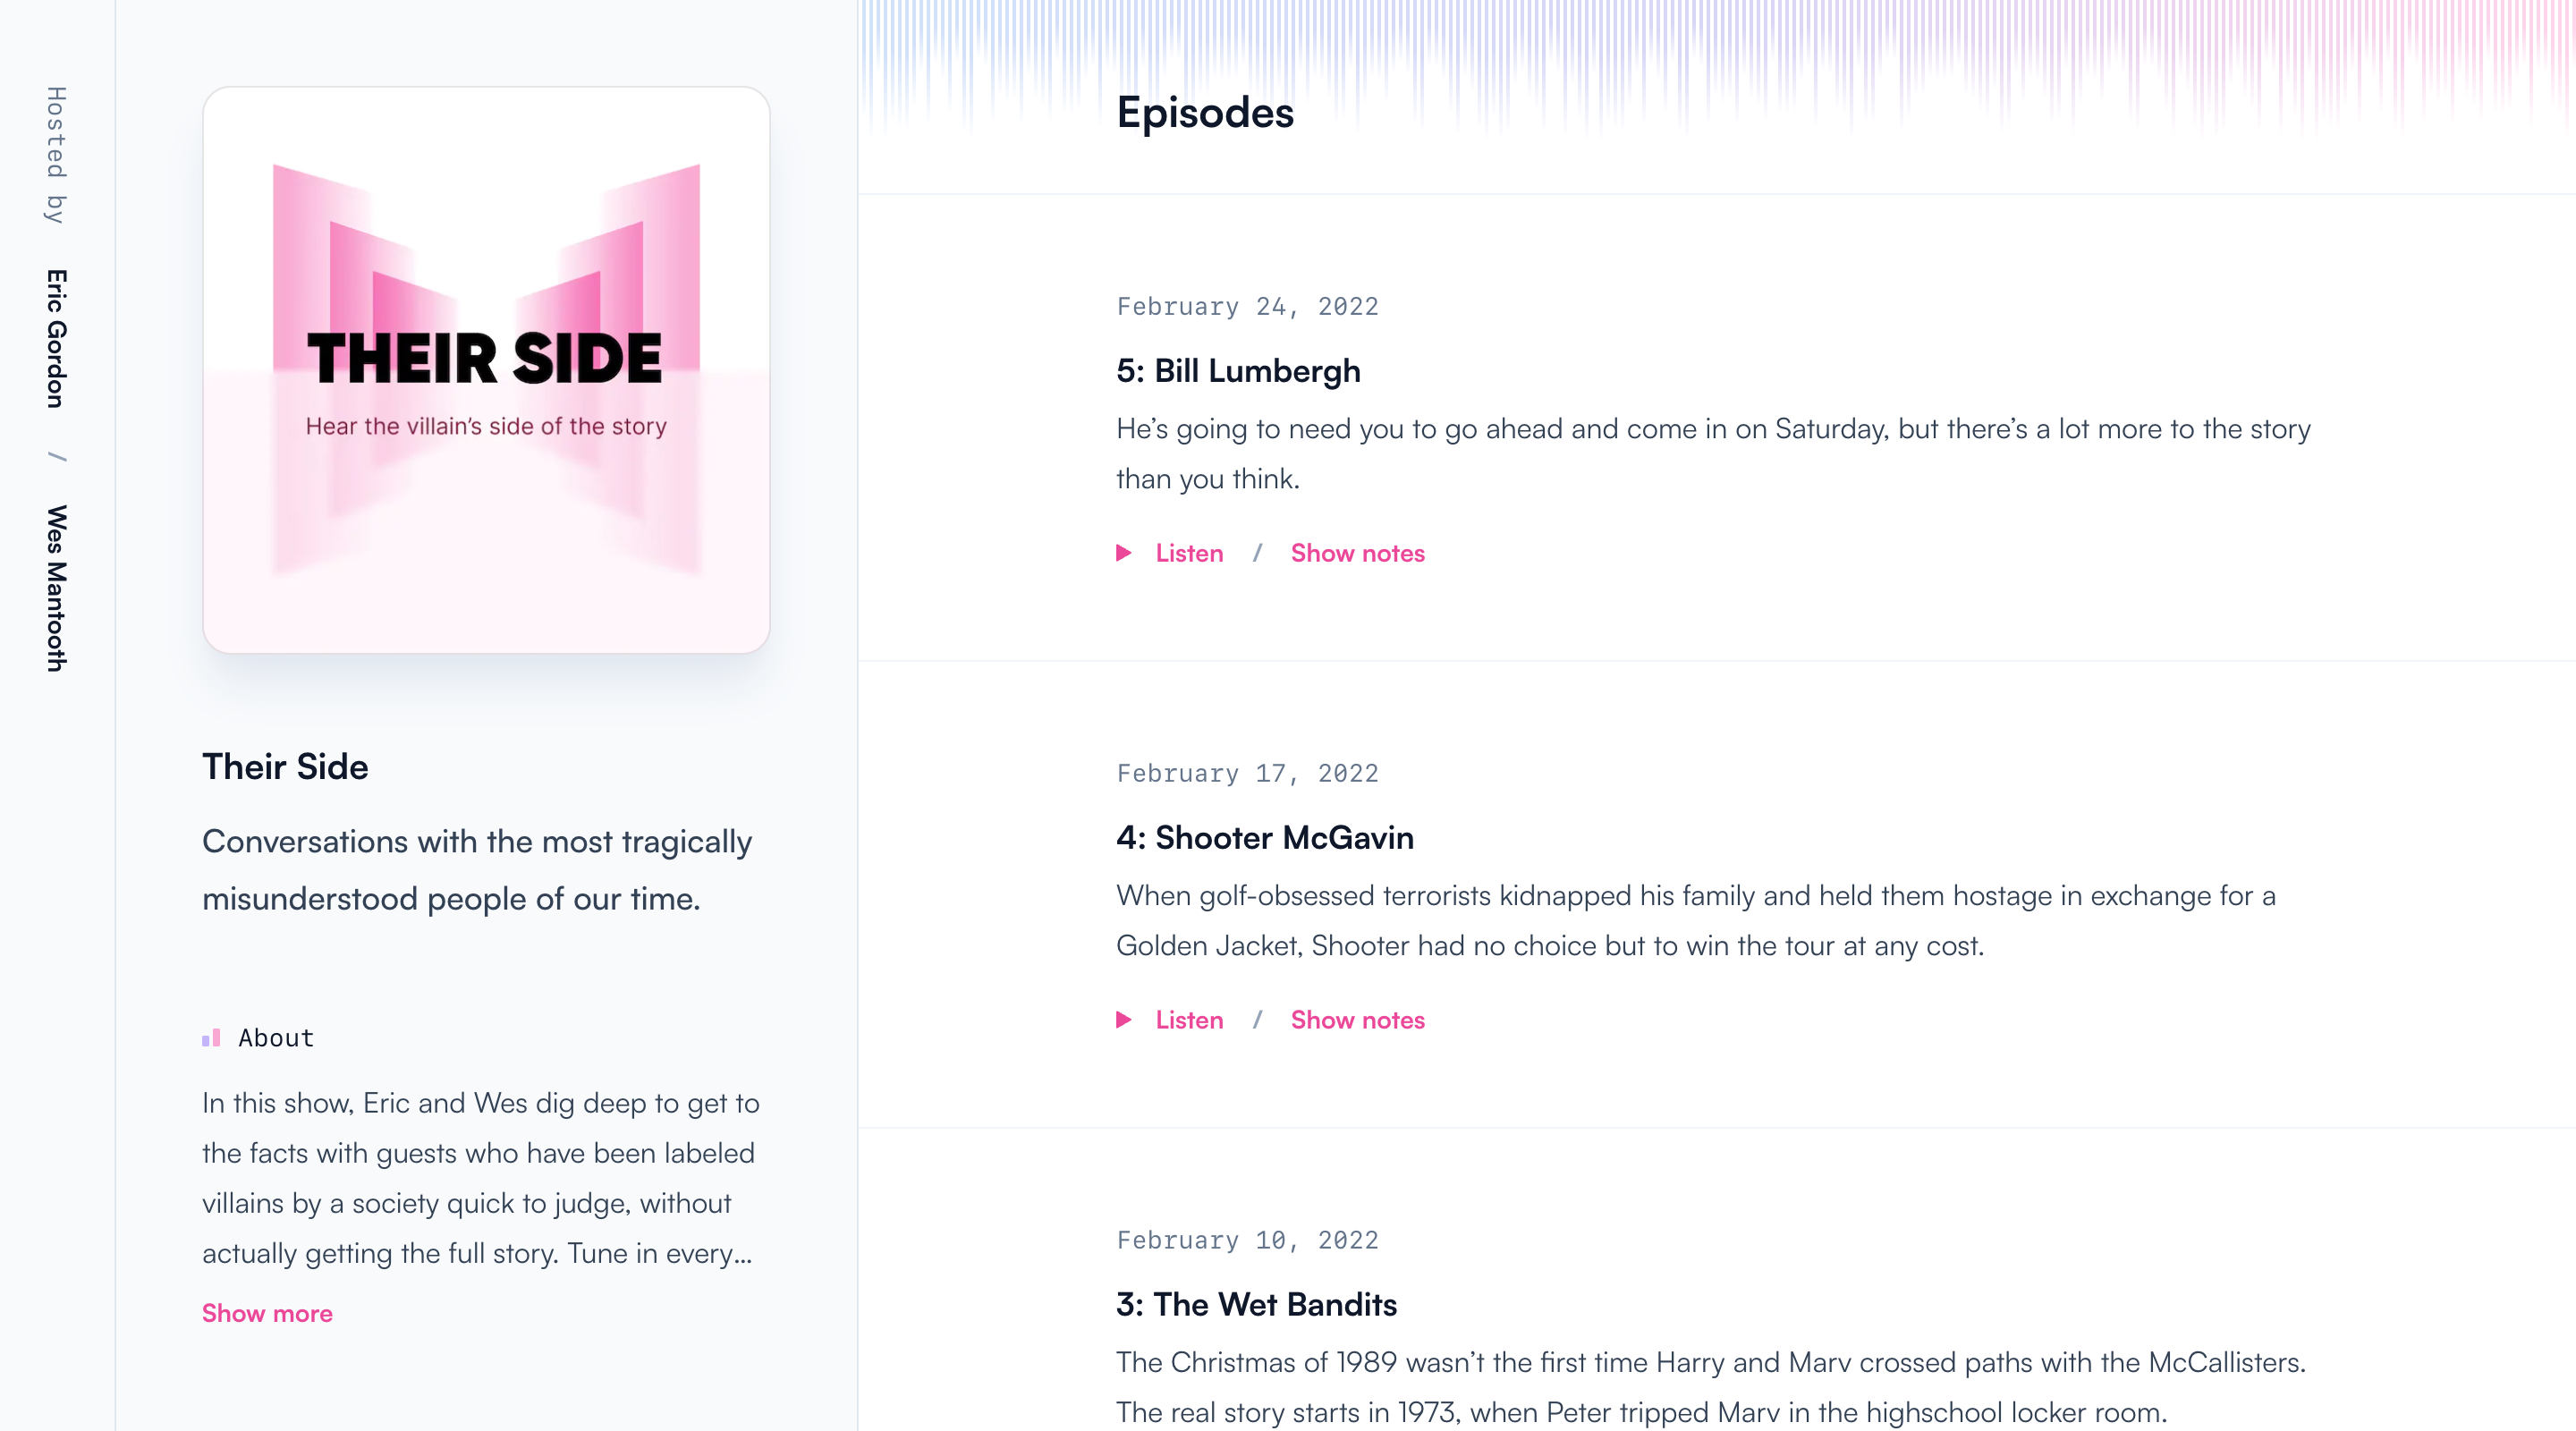 Hosted by Eric Gordon / Wes Mantooth
THEIR SIDE
Hear the villain’s side of the story
Their Side
Conversations with the most tragically
misunderstood people of our time.
About
In this show, Eric and Wes dig deep to get to
the facts with guests who have been labeled
villains by a society quick to judge, without
actually getting the full story. Tune in every…
Show more
Episodes
February 24, 2022
5: Bill Lumbergh
He’s going to need you to go ahead and come in on Saturday, but there’s a lot more to the story
than you think.
Listen / Show notes
February 17, 2022
4: Shooter McGavin
When golf-obsessed terrorists kidnapped his family and held them hostage in exchange for a
Golden Jacket, Shooter had no choice but to win the tour at any cost.
Listen / Show notes
February 10, 2022
3: The Wet Bandits
The Christmas of 1989 wasn’t the first time Harry and Marv crossed paths with the McCallisters.
The real story starts in 1973, when Peter tripped Marv in the highschool locker room.